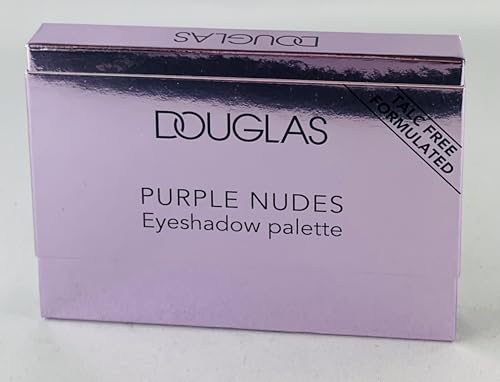 DOUGLAS
DOUGLAS
TALC FREE
FORMULATED
PURPLE NUDES
Eyeshadow palette